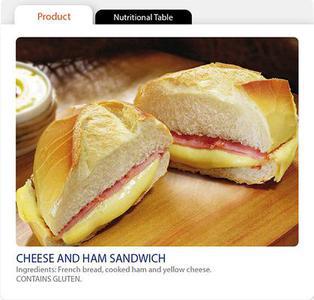 Product
Nutritional Table
CHEESE AND HAM SANDWICH
Ingredients: French bread, cooked ham and yellow cheese.
CONTAINS GLUTEN.